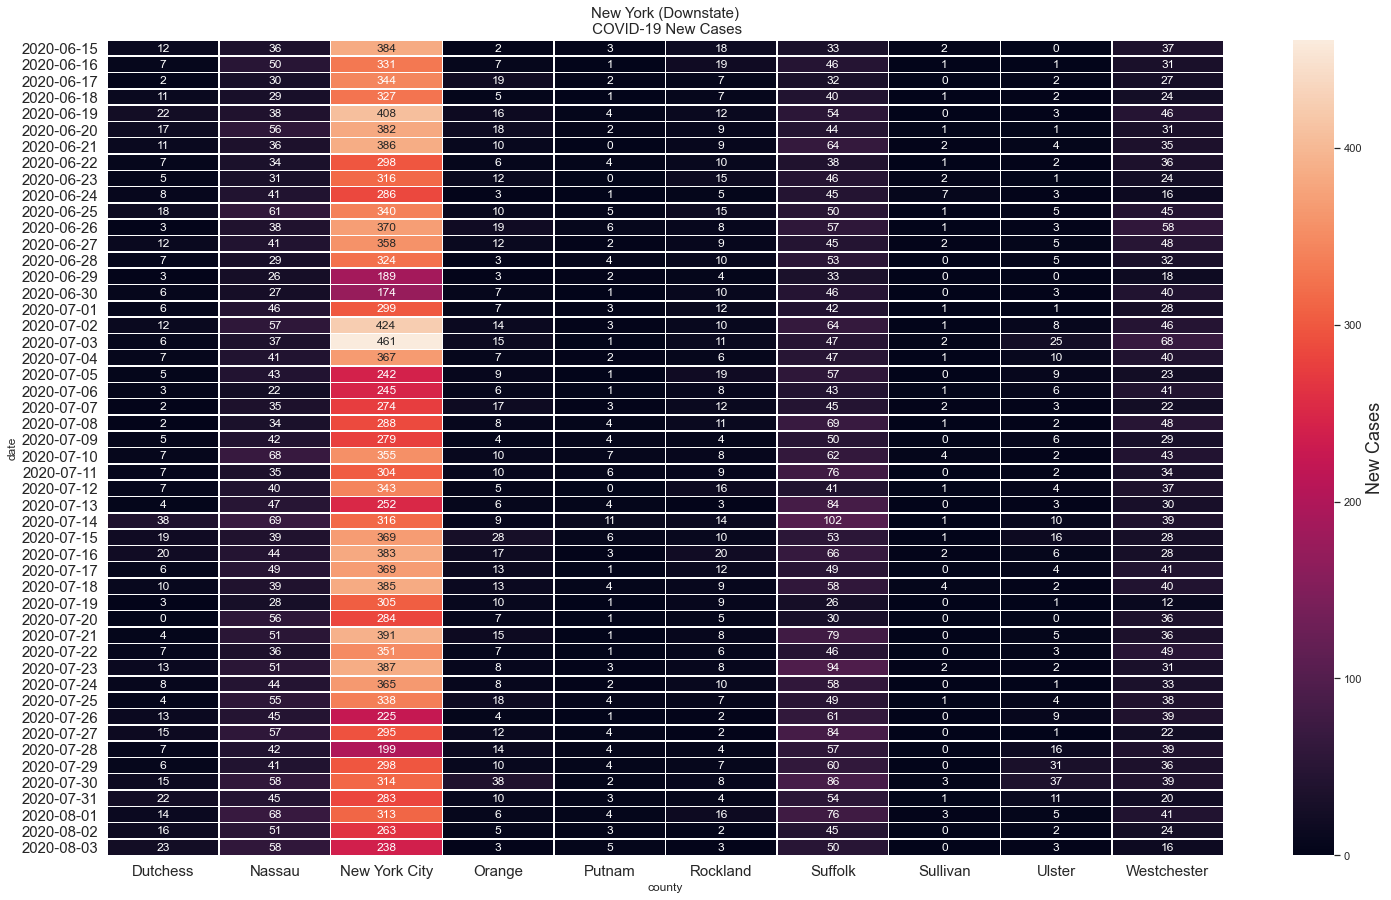 New York (Downstate)
COVID-19 New Cases
2020-06-15 12 36 384 2 3 18 33 2 0 37
2020-06-16 7 50 331 7 1 19 46 1 1 31
2020-06-17 2 30 344 19 2 7 32 0 2 27
2020-06-18 11 29 327 5 1 7 40 1 2 24
2020-06-19 22 38 408 16 4 12 54 0 3 46
2020-06-20 17 56 382 18 2 9 44 1 1 31
2020-06-21 11 36 386 10 0 9 64 2 4 35
2020-06-22 7 34 298 6 4 10 38 1 2 36
2020-06-23 5 31 316 12 0 15 46 2 1 24
2020-06-24 8 41 286 3 1 5 45 7 3 16
2020-06-25 18 61 340 10 5 15 50 1 5 45
2020-06-26 3 38 370 19 6 8 57 1 3 58
2020-06-27 12 41 358 12 2 9 45 2 5 48
2020-06-28 7 29 324 3 4 10 53 0 5 32
2020-06-29 3 26 189 3 2 4 33 0 0 18
2020-06-30 6 27 174 7 1 10 46 0 3 40
2020-07-01 6 46 299 7 3 12 42 1 1 28
2020-07-02 12 57 424 14 3 10 64 1 8 46
2020-07-03 6 37 461 15 1 11 47 2 25 68
2020-07-04 7 41 367 7 2 6 47 1 10 40
2020-07-05 5 43 242 9 1 19 57 0 9 23
2020-07-06 3 22 245 6 1 8 43 1 6 41
2020-07-07 2 35 274 17 3 12 45 2 3 22
2020-07-08 2 34 288 8 4 11 69 1 2 48
2020-07-09 5 42 279 4 4 4 50 0 6 29
2020-07-10 7 68 355 10 7 8 62 4 2 43
2020-07-11 7 35 304 10 6 9 76 0 2 34
2020-07-12 7 40 343 5 0 16 41 1 4 37
2020-07-13 4 47 252 6 4 3 84 0 3 30
2020-07-14 38 69 316 9 11 14 102 1 10 39
2020-07-15 19 39 369 28 6 10 53 1 16 28
2020-07-16 20 44 383 17 3 20 66 2 6 28
2020-07-17 6 49 369 13 1 12 49 0 4 41
2020-07-18 10 39 385 13 4 9 58 4 2 40
2020-07-19 3 28 305 10 1 9 26 0 1 12
2020-07-20 0 56 284 7 1 5 30 0 0 36
2020-07-21 4 51 391 15 1 8 79 0 5 36
2020-07-22 7 36 351 7 1 6 46 0 3 49
2020-07-23 13 51 387 8 3 8 94 2 2 31
2020-07-24 8 44 365 8 2 10 58 0 1 33
2020-07-25 4 55 338 18 4 7 49 1 4 38
2020-07-26 13 45 225 4 1 2 61 0 9 39
2020-07-27 15 57 295 12 4 2 84 0 1 22
2020-07-28 7 42 199 14 4 4 57 0 16 39
2020-07-29 6 41 298 10 4 7 60 0 31 36
2020-07-30 15 58 314 38 2 8 86 3 37 39
2020-07-31 22 45 283 10 3 4 54 1 11 20
2020-08-01 14 68 313 6 4 16 76 3 5 41
2020-08-02 16 51 263 5 3 2 45 0 2 24
2020-08-03 23 58 238 3 5 3 50 0 3 16
Dutchess Nassau New York City Orange Putnam Rockland Suffolk Sullivan Ulster Westchester
county
date
400
300
200
100
0
New Cases